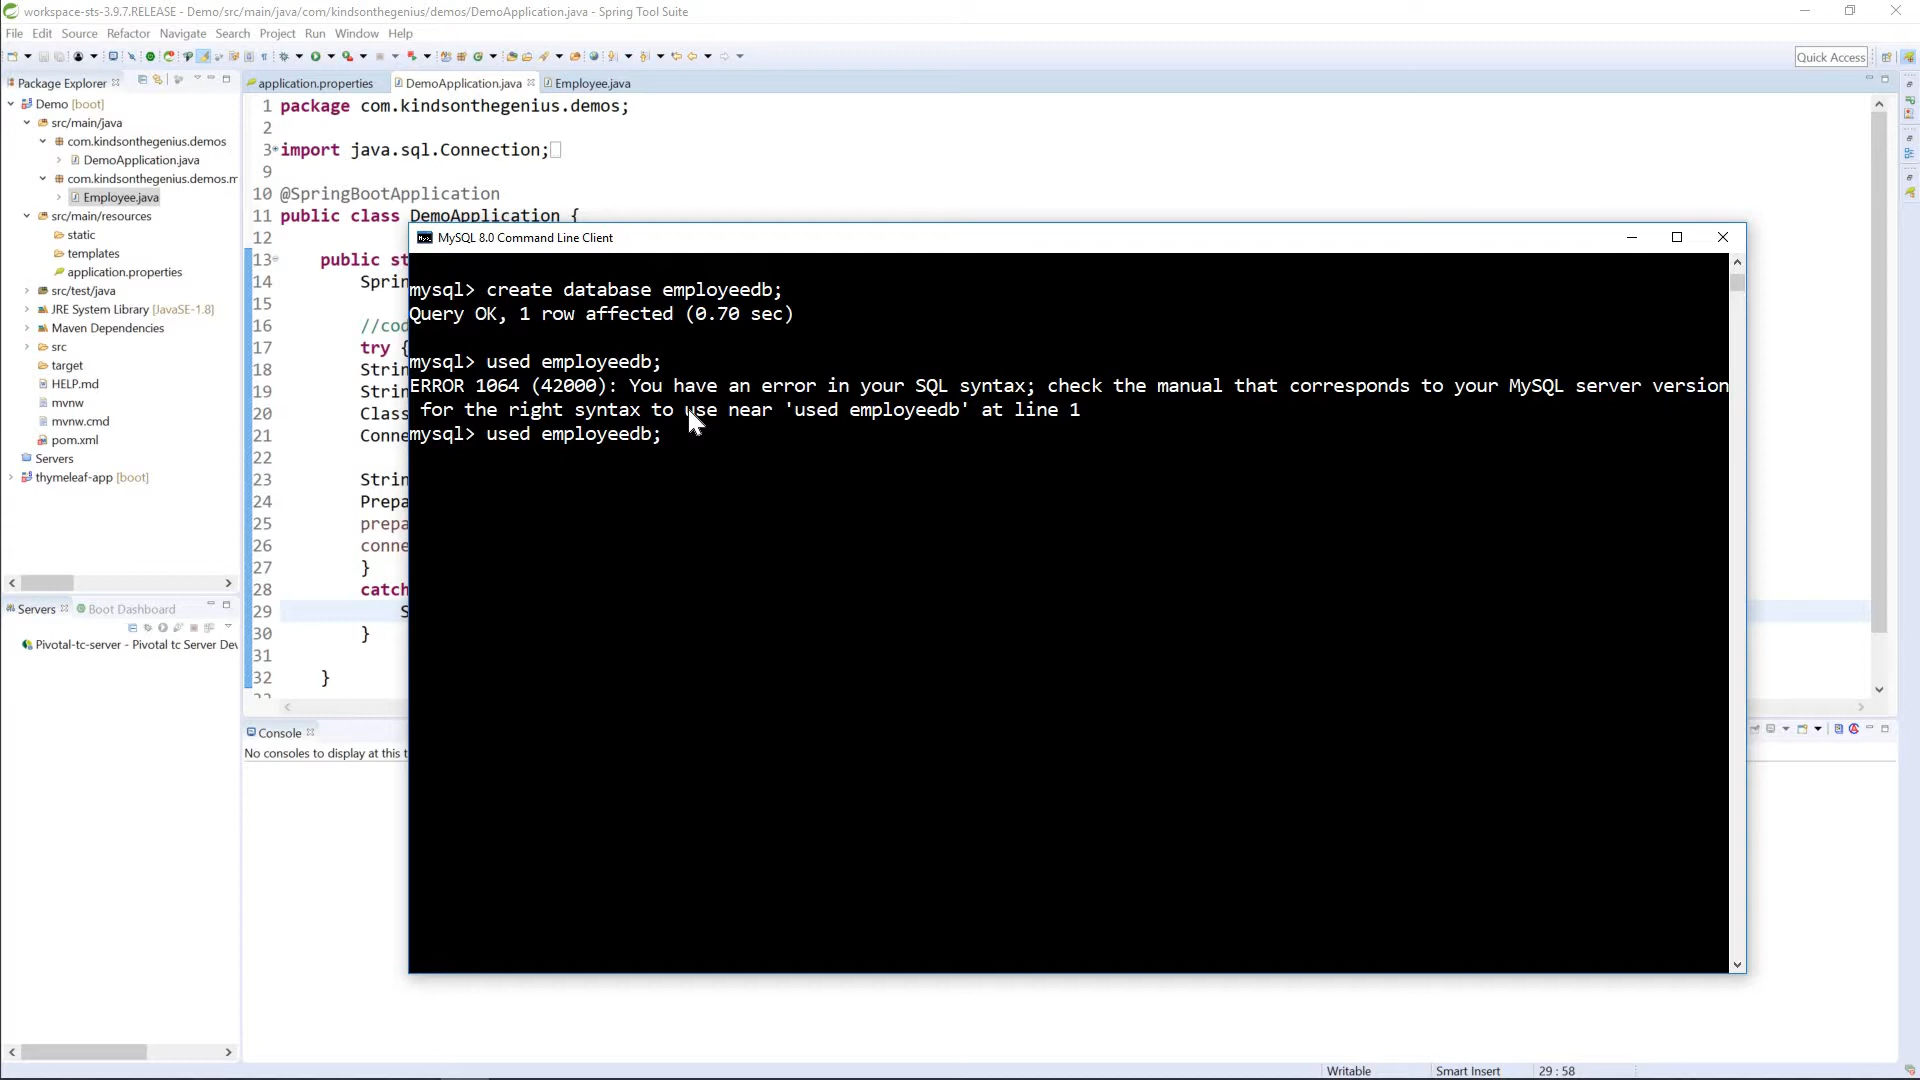 workspace-sts-3.9.7.RELEASE - Demo/src/main/java/com/kindsonthegenius/demos/DemoApplication.java - Spring Tool Suite
File Edit Source Refactor Navigate Search Project Run Window Help
Quick Access
Package Explorer
application.properties DemoApplication.java Employee.java
Demo [boot]
src/main/java
com.kindsonthegenius.demos
DemoApplication.java
com.kindsonthegenius.demos.m
Employee.java
src/main/resources
static
templates
application.properties
src/test/java
JRE System Library [JavaSE-1.8]
Maven Dependencies
src
target
HELP.md
mvnw
mvnw.cmd
pom.xml
Servers
thymeleaf-app [boot]
Servers Boot Dashboard
Pivotal-tc-server - Pivotal tc Server Dev
1 package com.kindsonthegenius.demos;
2
3 import java.sql.Connection;
9
10 @SpringBootApplication
11 public class DemoApplication {
12
13 public st
14 Sprin
15
16 //cod
17 try {
18 Strin
19 Strin
20 Class
21 Conne
22
23 Strin
24 Prepa
25 prepa
26 conne
27 }
28 catch
29 S
30 }
31
32 }
MySQL 8.0 Command Line Client
mysql> create database employeedb;
Query OK, 1 row affected (0.70 sec)
mysql> used employeedb;
ERROR 1064 (42000): You have an error in your SQL syntax; check the manual that corresponds to your MySQL server version
for the right syntax to use near 'used employeedb' at line 1
mysql> used employeedb;
Console
No consoles to display at this t
Writable Smart Insert 29 : 58